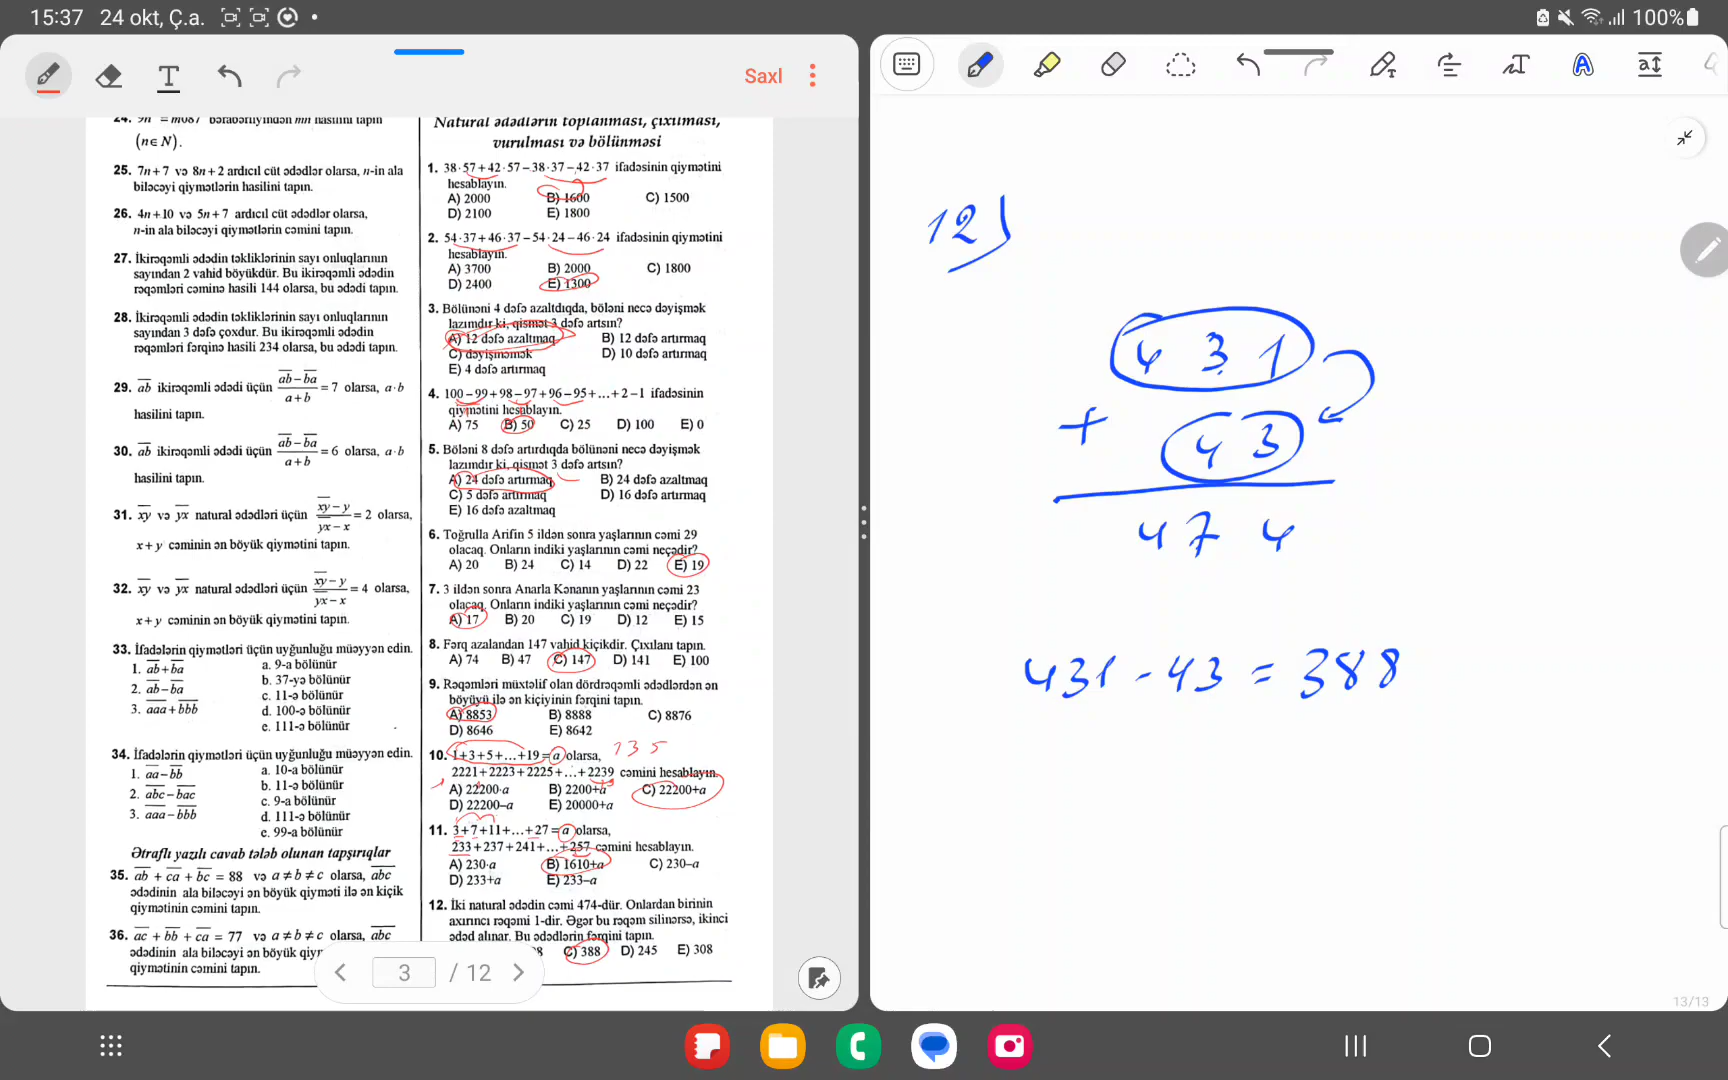 15:37 24 okt, Ç.a. 100%
Saxl
24. 9n = m087 bərabərliyindən mn hasilini tapın
(n∈N).
25. 7n+7 və 8n+2 ardıcıl cüt ədədlər olarsa, n-in ala
biləcəyi qiymətlərin hasilini tapın.
26. 4n+10 və 5n+7 ardıcıl cüt ədədlər olarsa,
n-in ala biləcəyi qiymətlərin cəmini tapın.
27. İkirəqəmli ədədin təkliklərinin sayı onluqlarının
sayından 2 vahid böyükdür. Bu ikirəqəmli ədədin
rəqəmləri cəminə hasili 144 olarsa, bu ədədi tapın.
28. İkirəqəmli ədədin təkliklərinin sayı onluqlarının
sayından 3 dəfə çoxdur. Bu ikirəqəmli ədədin
rəqəmləri fərqinə hasili 234 olarsa, bu ədədi tapın.
29. ab ikirəqəmli ədədi üçün (ab−ba)/(a+b) = 7 olarsa, a·b
hasilini tapın.
30. ab ikirəqəmli ədədi üçün (ab−ba)/(a+b) = 6 olarsa, a·b
hasilini tapın.
31. xy və yx natural ədədləri üçün (xy−y)/(yx−x) = 2 olarsa,
x+y cəminin ən böyük qiymətini tapın.
32. xy və yx natural ədədləri üçün (xy−y)/(yx−x) = 4 olarsa,
x+y cəminin ən böyük qiymətini tapın.
33. İfadələrin qiymətləri üçün uyğunluğu müəyyən edin.
1. ab+ba a. 9-a bölünür
2. ab−ba b. 37-yə bölünür
c. 11-ə bölünür
3. aaa+bbb d. 100-ə bölünür
e. 111-ə bölünür
34. İfadələrin qiymətləri üçün uyğunluğu müəyyən edin.
1. aa−bb a. 10-a bölünür
b. 11-ə bölünür
2. abc−bac c. 9-a bölünür
3. aaa−bbb d. 111-ə bölünür
e. 99-a bölünür
Ətraflı yazılı cavab tələb olunan tapşırıqlar
35. ab + ca + bc = 88 və a≠b≠c olarsa, abc
ədədinin ala biləcəyi ən böyük qiyməti ilə ən kiçik
qiymətinin cəmini tapın.
36. ac + bb + ca = 77 və a≠b≠c olarsa, abc
ədədinin ala biləcəyi ən böyük qiy
qiymətinin cəmini tapın.
Natural ədədlərin toplanması, çıxılması,
vurulması və bölünməsi
1. 38·57+42·57−38·37−42·37 ifadəsinin qiymətini
hesablayın.
A) 2000 B) 1600 C) 1500
D) 2100 E) 1800
2. 54·37+46·37−54·24−46·24 ifadəsinin qiymətini
hesablayın.
A) 3700 B) 2000 C) 1800
D) 2400 E) 1300
3. Bölünəni 4 dəfə azaltdıqda, böləni necə dəyişmək
lazımdır ki, qismət 3 dəfə artsın?
A) 12 dəfə azaltmaq B) 12 dəfə artırmaq
C) dəyişməmək D) 10 dəfə artırmaq
E) 4 dəfə artırmaq
4. 100−99+98−97+96−95+...+2−1 ifadəsinin
qiymətini hesablayın.
A) 75 B) 50 C) 25 D) 100 E) 0
5. Böləni 8 dəfə artırdıqda bölünəni necə dəyişmək
lazımdır ki, qismət 3 dəfə artsın?
A) 24 dəfə artırmaq B) 24 dəfə azaltmaq
C) 5 dəfə artırmaq D) 16 dəfə artırmaq
E) 16 dəfə azaltmaq
6. Toğrulla Arifin 5 ildən sonra yaşlarının cəmi 29
olacaq. Onların indiki yaşlarının cəmi neçədir?
A) 20 B) 24 C) 14 D) 22 E) 19
7. 3 ildən sonra Anarla Kənanın yaşlarının cəmi 23
olacaq. Onların indiki yaşlarının cəmi neçədir?
A) 17 B) 20 C) 19 D) 12 E) 15
8. Fərq azalandan 147 vahid kiçikdir. Çıxılanı tapın.
A) 74 B) 47 C) 147 D) 141 E) 100
9. Rəqəmləri müxtəlif olan dördrəqəmli ədədlərdən ən
böyüyü ilə ən kiçiyinin fərqini tapın.
A) 8853 B) 8888 C) 8876
D) 8646 E) 8642
10. 1+3+5+...+19=a olarsa, 1 3 5
2221+2223+2225+...+2239 cəmini hesablayın.
A) 22200·a B) 2200+a C) 22200+a
D) 22200−a E) 20000+a
11. 3+7+11+...+27=a olarsa,
233+237+241+...+257 cəmini hesablayın.
A) 230·a B) 1610+a C) 230−a
D) 233+a E) 233−a
12. İki natural ədədin cəmi 474-dür. Onlardan birinin
axırıncı rəqəmi 1-dir. Əgər bu rəqəm silinərsə, ikinci
ədəd alınar. Bu ədədlərin fərqini tapın.
8 C) 388 D) 245 E) 308
3 / 12
12)
4 3 1
+ 4 3
4 7 4
431 - 43 = 388
13/13